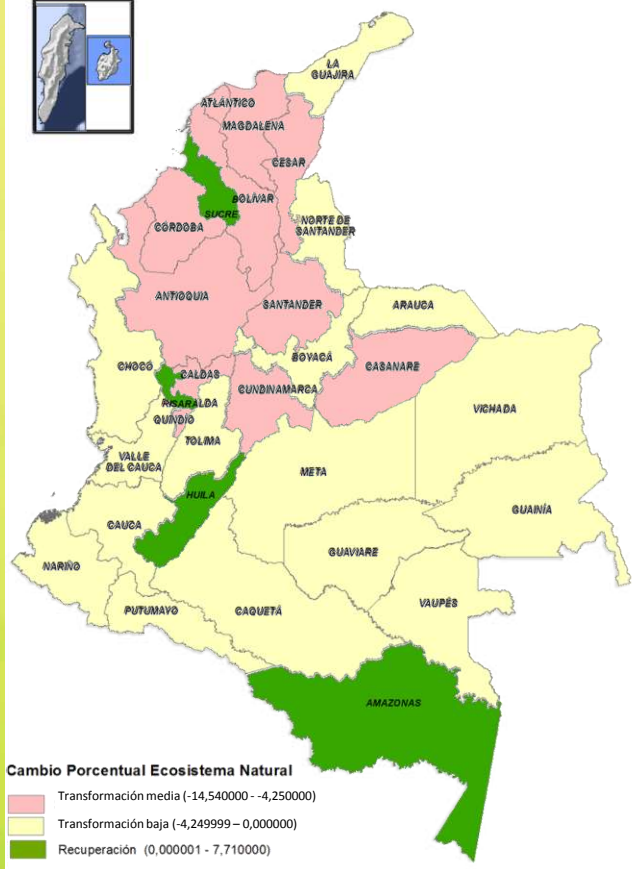 LA
GUAJIRA
ATLÁNTICO
MAGDALENA
CESAR
BOLÍVAR
SUCRE
NORTE DE
SANTANDER
CÓRDOBA
ANTIOQUIA
SANTANDER
ARAUCA
CHOCÓ
BOYACÁ
CALDAS
CASANARE
CUNDINAMARCA
RISARALDA
VICHADA
QUINDIO
TOLIMA
VALLE
DEL CAUCA
META
HUILA
GUAINÍA
CAUCA
GUAVIARE
NARIÑO
VAUPÉS
PUTUMAYO
CAQUETÁ
AMAZONAS
Cambio Porcentual Ecosistema Natural
Transformación media (-14,540000 - -4,250000)
Transformación baja (-4,249999 – 0,000000)
Recuperación (0,000001 - 7,710000)